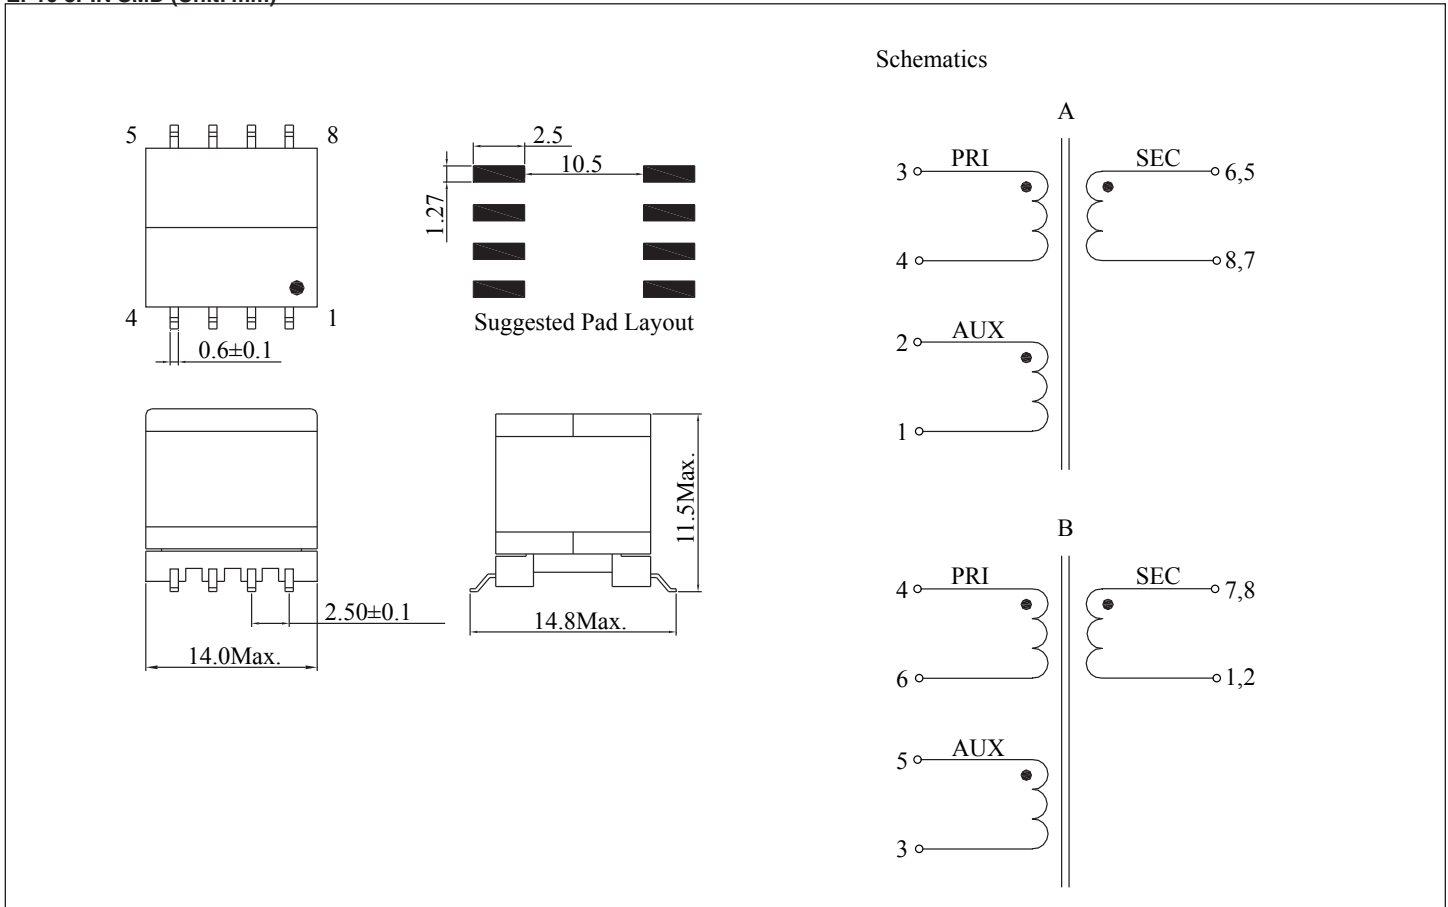 Schematics
A
5
8
2.5
10.5
1.27
3
PRI
SEC
6,5
4
8,7
4
1
Suggested Pad Layout
0.6±0.1
2
AUX
1
11.5Max.
2.50±0.1
14.8Max.
14.0Max.
B
4
PRI
SEC
7,8
6
1,2
5
AUX
3